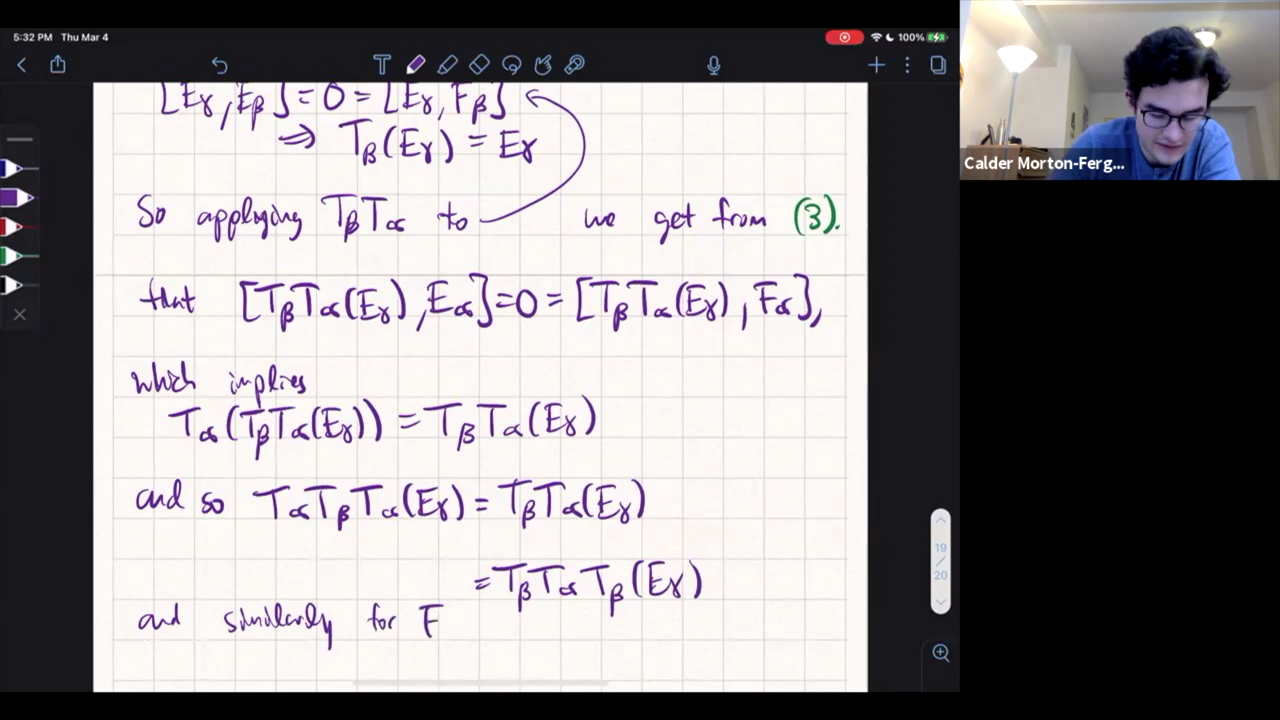 5:32 PM Thu Mar 4
100%
T
[Eγ, Eβ] = 0 = [Eγ, Fβ]
⇒ Tβ(Eγ) = Eγ
So applying TβTα to we get from (3).
that [TβTα(Eγ), Eα] = 0 = [TβTα(Eγ), Fα],
which implies
Tα(TβTα(Eγ)) = TβTα(Eγ)
and so TαTβTα(Eγ) = TβTα(Eγ)
= TβTαTβ(Eγ)
and similarly for F
19
/
20
Calder Morton-Ferg...